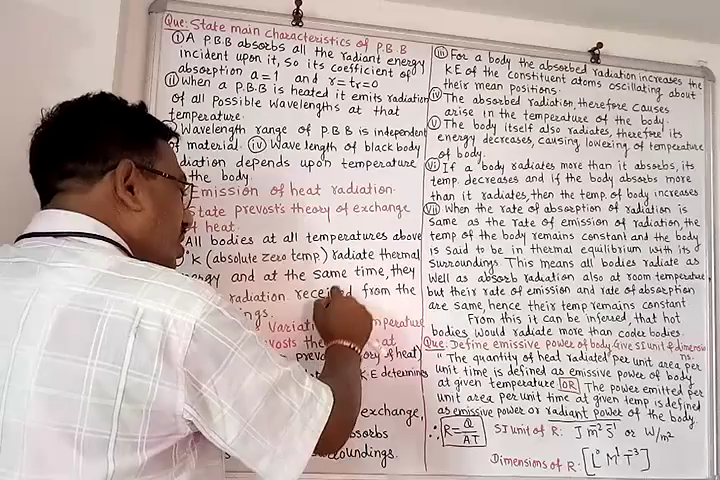 Que: State main characteristics of P.B.B
① A P.B.B absorbs all the radiant energy
incident upon it, so its coefficient of
absorption a = 1 and r = tr = 0
ⅱ When a P.B.B is heated it emits radiation
of all possible wavelengths at that
temperature.
Wavelength range of P.B.B is independent
of material. ⅳ Wave length of black body
radiation depends upon temperature
the body.
Emission of heat radiation.
State prevost's theory of exchange
of heat.
All bodies at all temperatures above
°K (absolute zero temp) radiate thermal
energy and at the same time, they
radiation received from the
Variati
theory of heat)
K.E determines
exchange,
absorbs
ⅲ For a body the absorbed radiation increases the
KE of the constituent atoms oscillating about
their mean positions.
ⅳ The absorbed radiation, therefore causes
arise in the temperature of the body.
ⅴ The body itself also radiates, therefore its
energy decreases, causing lowering of temperature
of body.
ⅵ If a body radiates more than it absorbs, its
temp. decreases and if the body absorbs more
than it radiates, then the temp. of body increases
ⅶ When the rate of absorption of radiation is
same as the rate of emission of radiation, the
temp of the body remains constant and the body
is said to be in thermal equilibrium with its
surroundings. This means all bodies radiate as
well as absorb radiation also at room temperature
but their rate of emission and rate of absorption
are same, hence their temp remains constant
From this it can be inferred, that hot
bodies would radiate more than cooler bodies.
Que: Define emissive power of body. Give SI unit & dimensions.
" The quantity of heat radiated per unit area per
unit time is defined as emissive power of body
at given temperature OR The power emitted per
unit area per unit time at given temp is defined
as emissive power or radiant power of the body.
∴ R = Q/AT SI unit of R: J m⁻² S⁻¹ or W/m²
Dimensions of R: [L⁰ M¹ T⁻³]